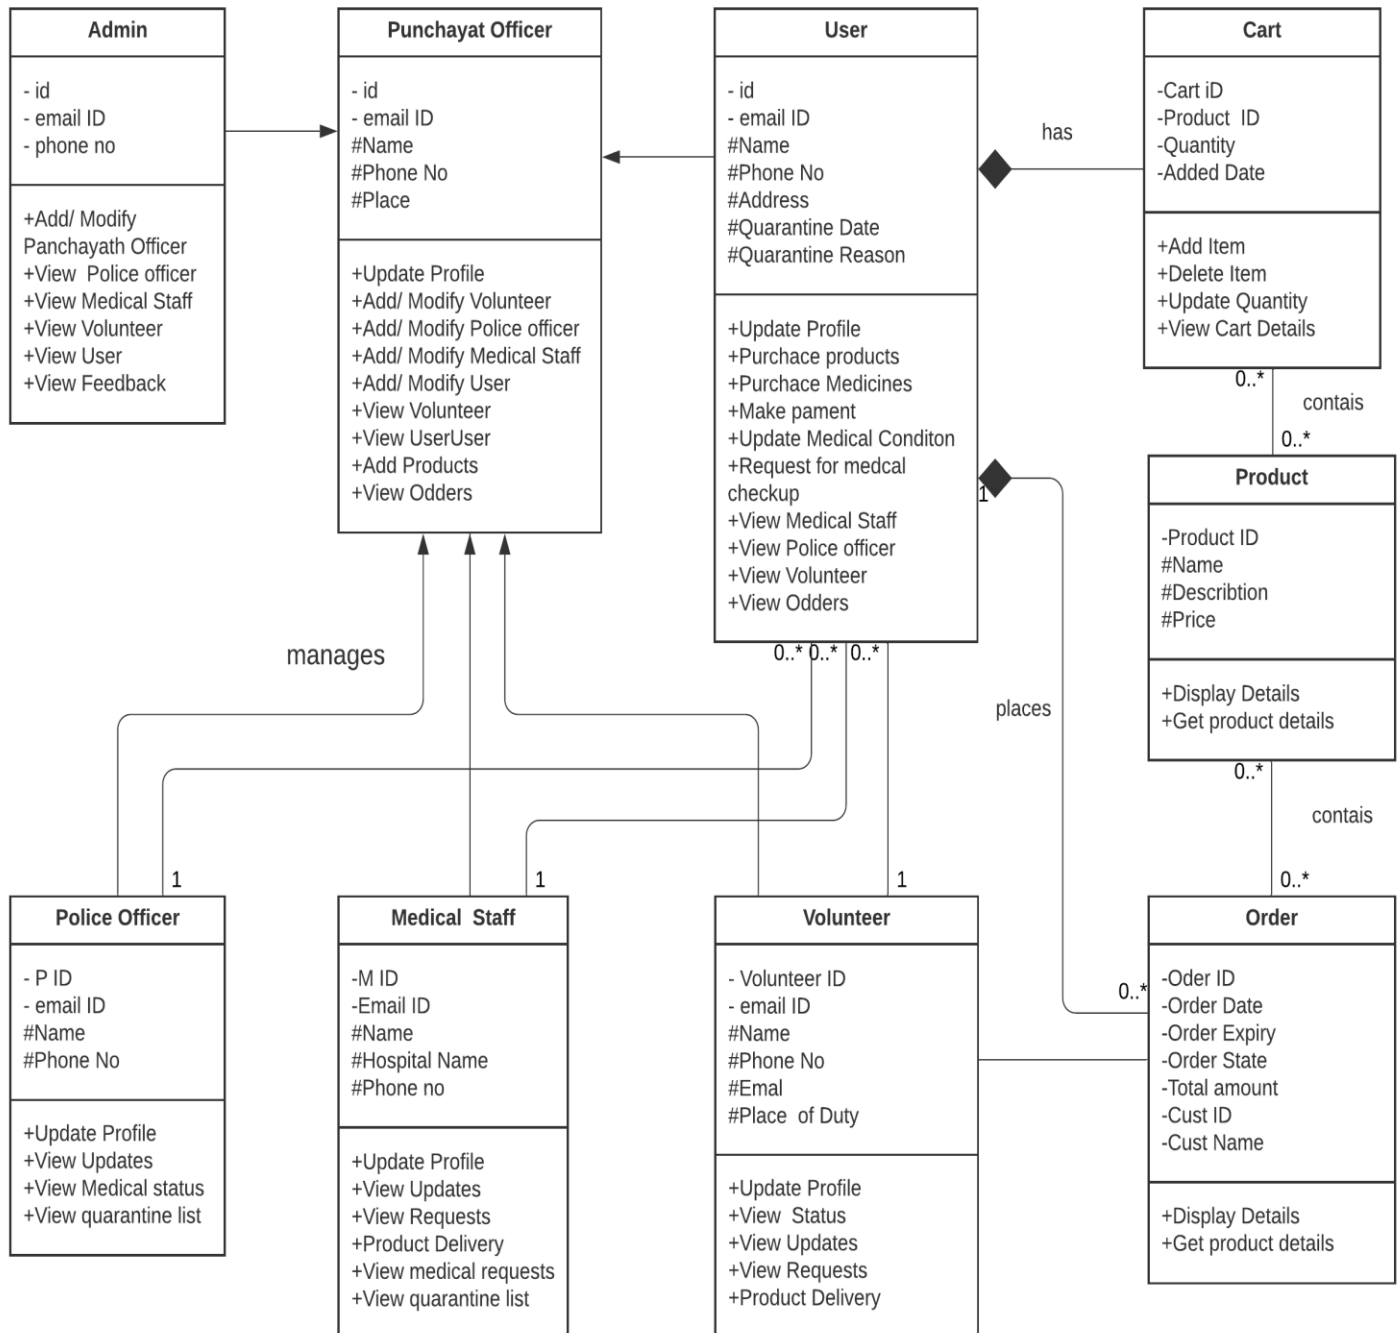 Admin
- id
- email ID
- phone no
+Add/ Modify
Panchayath Officer
+View  Police officer
+View Medical Staff
+View Volunteer
+View User
+View Feedback
Punchayat Officer
- id
- email ID
#Name
#Phone No
#Place
+Update Profile
+Add/ Modify Volunteer
+Add/ Modify Police officer
+Add/ Modify Medical Staff
+Add/ Modify User
+View Volunteer
+View UserUser
+Add Products
+View Odders
User
- id
- email ID
#Name
#Phone No
#Address
#Quarantine Date
#Quarantine Reason
+Update Profile
+Purchace products
+Purchace Medicines
+Make pament
+Update Medical Conditon
+Request for medcal
checkup
+View Medical Staff
+View Police officer
+View Volunteer
+View Odders
has
Cart
-Cart iD
-Product  ID
-Quantity
-Added Date
+Add Item
+Delete Item
+Update Quantity
+View Cart Details
0..*
contais
0..*
Product
-Product ID
#Name
#Describtion
#Price
+Display Details
+Get product details
0..*
contais
0..*
1
places
0..*
manages
0..* 0..* 0..*
1
1
1
Police Officer
- P ID
- email ID
#Name
#Phone No
+Update Profile
+View Updates
+View Medical status
+View quarantine list
Medical  Staff
-M ID
-Email ID
#Name
#Hospital Name
#Phone no
+Update Profile
+View Updates
+View Requests
+Product Delivery
+View medical requests
+View quarantine list
Volunteer
- Volunteer ID
- email ID
#Name
#Phone No
#Emal
#Place  of Duty
+Update Profile
+View  Status
+View Updates
+View Requests
+Product Delivery
Order
-Oder ID
-Order Date
-Order Expiry
-Order State
-Total amount
-Cust ID
-Cust Name
+Display Details
+Get product details